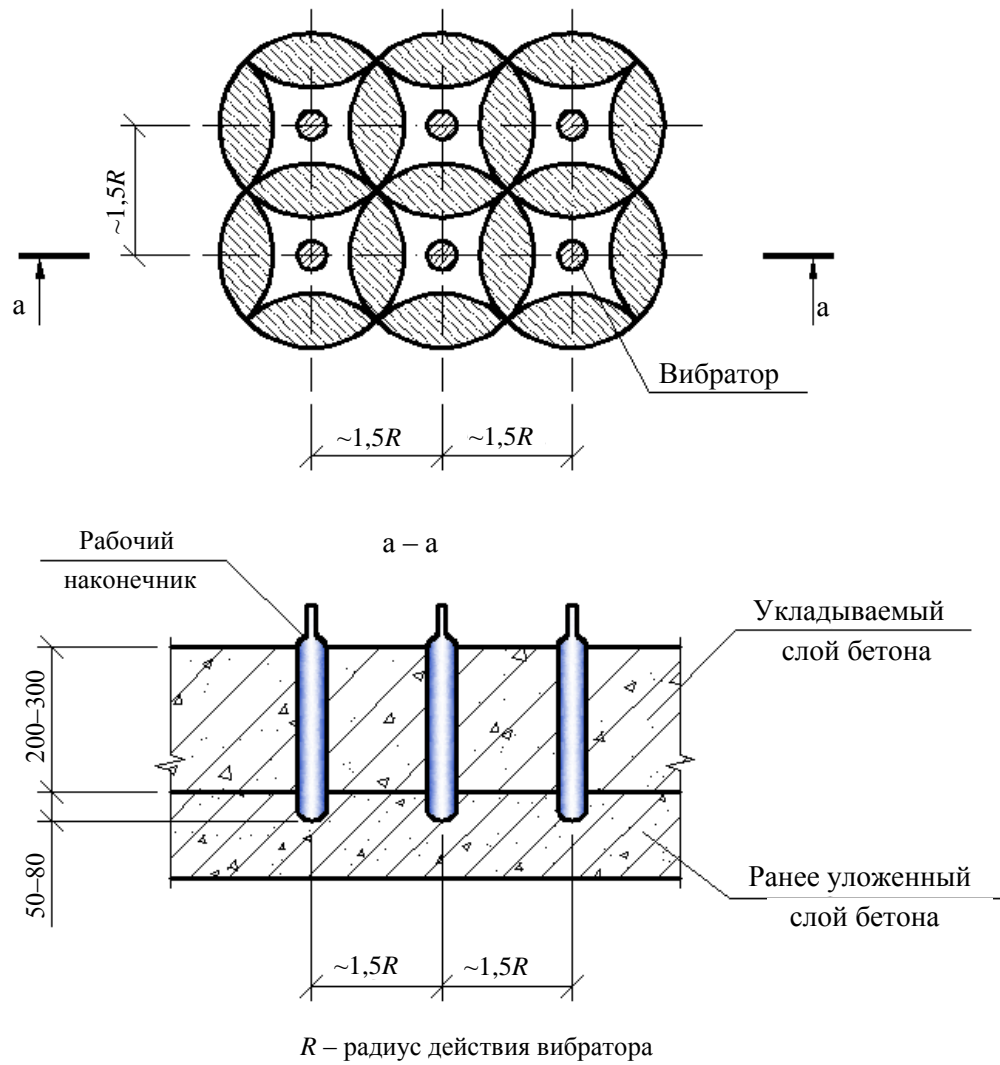 ~1,5R
а
а
Вибратор
~1,5R
~1,5R
Рабочий
наконечник
а – а
Укладываемый
слой бетона
200–300
50–80
Ранее уложенный
слой бетона
~1,5R
~1,5R
R – радиус действия вибратора